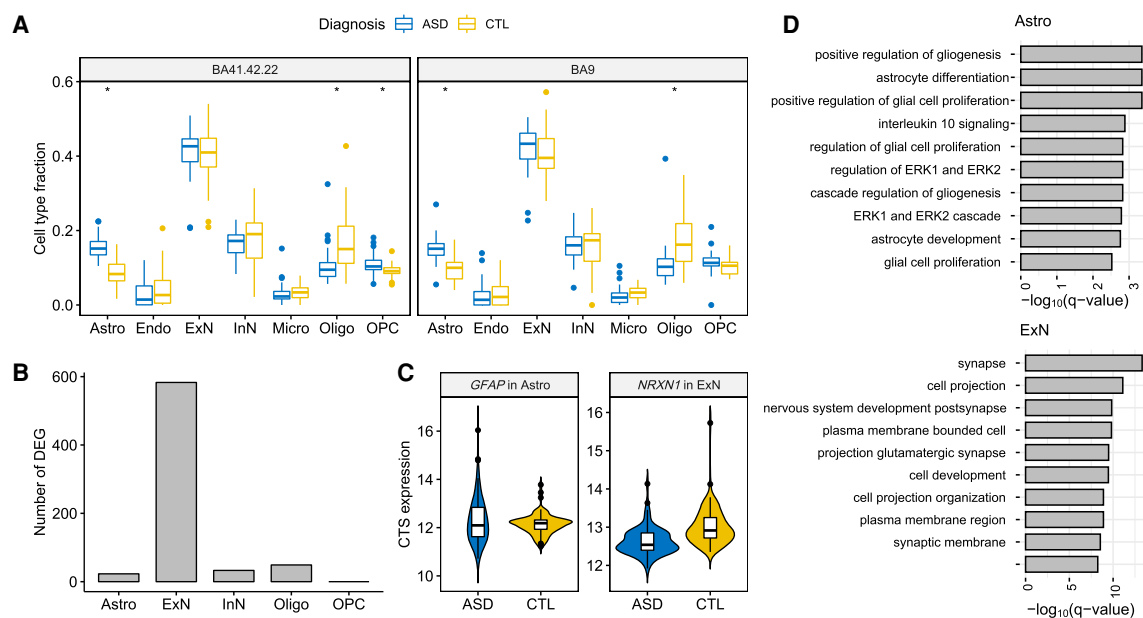 A
Diagnosis ASD CTL
BA41.42.22
BA9
Cell type fraction
0.6
0.4
0.2
0.0
* * *
* *
Astro Endo ExN InN Micro Oligo OPC
Astro Endo ExN InN Micro Oligo OPC
B
Number of DEG
600
400
200
0
Astro ExN InN Oligo OPC
C
GFAP in Astro
NRXN1 in ExN
CTS expression
16
14
12
10
16
15
14
13
12
ASD CTL
ASD CTL
D
Astro
positive regulation of gliogenesis
astrocyte differentiation
positive regulation of glial cell proliferation
interleukin 10 signaling
regulation of glial cell proliferation
regulation of ERK1 and ERK2
cascade regulation of gliogenesis
ERK1 and ERK2 cascade
astrocyte development
glial cell proliferation
0 1 2 3
−log10(q−value)
ExN
synapse
cell projection
nervous system development postsynapse
plasma membrane bounded cell
projection glutamatergic synapse
cell development
cell projection organization
plasma membrane region
synaptic membrane
0 5 10
−log10(q−value)